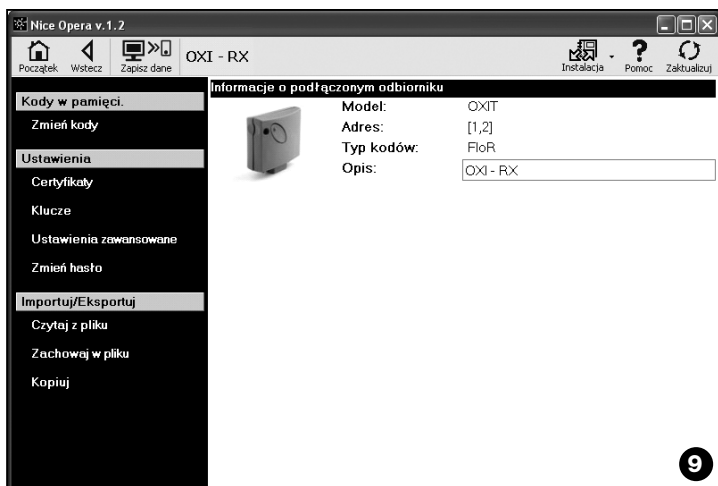 Nice Opera v.1.2
Początek Wstecz Zapisz dane OXI - RX Instalacja Pomoc Zaktualizuj
Kody w pamięci.
Zmień kody
Ustawienia
Certyfikaty
Klucze
Ustawienia zawansowane
Zmień hasło
Importuj/Eksportuj
Czytaj z pliku
Zachowaj w pliku
Kopiuj
Informacje o podłączonym odbiorniku
Model: OXIT
Adres: [1,2]
Typ kodów: FloR
Opis: OXI - RX
9